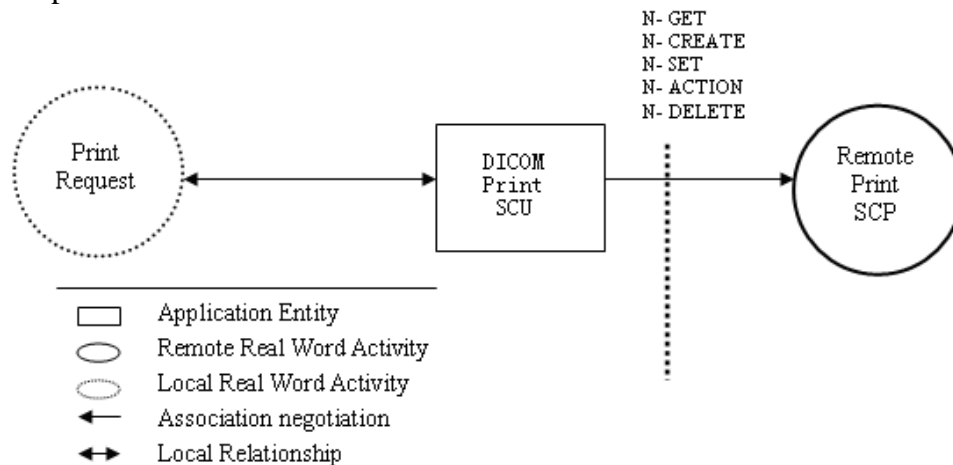 N- GET
N- CREATE
N- SET
N- ACTION
N- DELETE
Print
Request
DICOM
Print
SCU
Remote
Print
SCP
Application Entity
Remote Real Word Activity
Local Real Word Activity
Association negotiation
Local Relationship